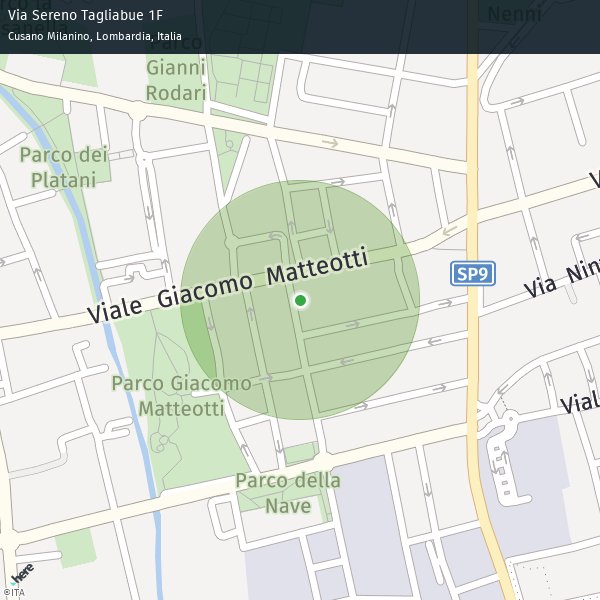 Via Sereno Tagliabue 1F
Cusano Milanino, Lombardia, Italia
Nenni
Parco
Gianni
Rodari
Parco dei
Platani
Viale Giacomo Matteotti
SP9
Via Nin
Parco Giacomo
Matteotti
Vial
Parco della
Nave
here
©ITA